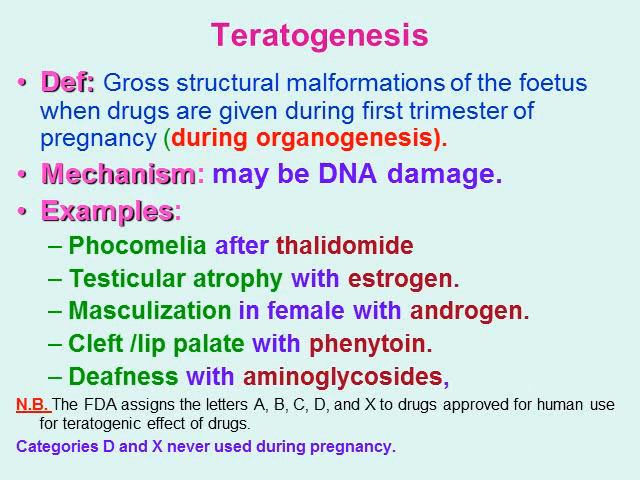 Teratogenesis
• Def: Gross structural malformations of the foetus
when drugs are given during first trimester of
pregnancy (during organogenesis).
• Mechanism: may be DNA damage.
• Examples:
– Phocomelia after thalidomide
– Testicular atrophy with estrogen.
– Masculization in female with androgen.
– Cleft /lip palate with phenytoin.
– Deafness with aminoglycosides,
N.B. The FDA assigns the letters A, B, C, D, and X to drugs approved for human use
for teratogenic effect of drugs.
Categories D and X never used during pregnancy.